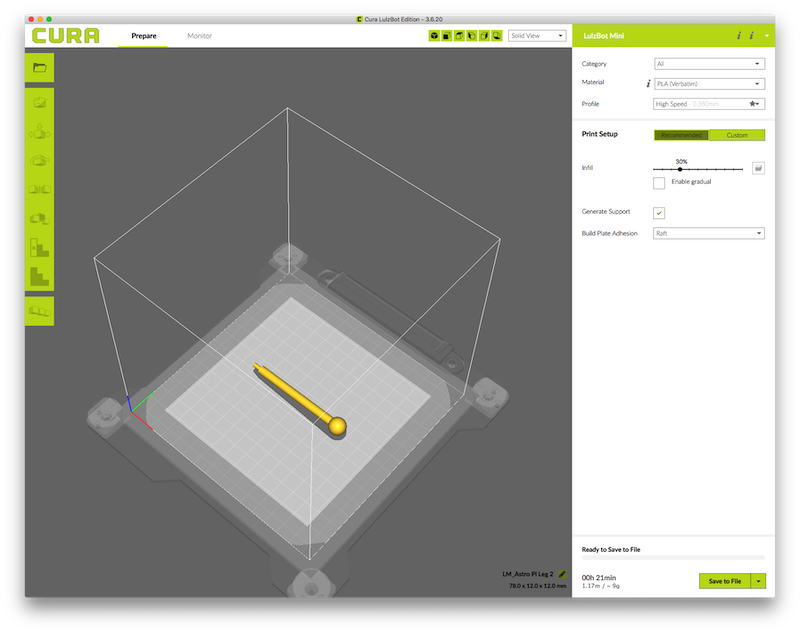 Cura LulzBot Edition - 3.6.20
CURA
Prepare
Monitor
Solid View
LulzBot Mini
Category
All
Material
PLA (Verbatim)
Profile
High Speed - 0.380mm
Print Setup
Recommended
Custom
Infill
30%
Enable gradual
Generate Support
Build Plate Adhesion
Raft
LM_Astro Pi Leg 2
78.0 x 12.0 x 12.0 mm
Ready to Save to File
00h 21min
1.17m / ~ 9g
Save to File